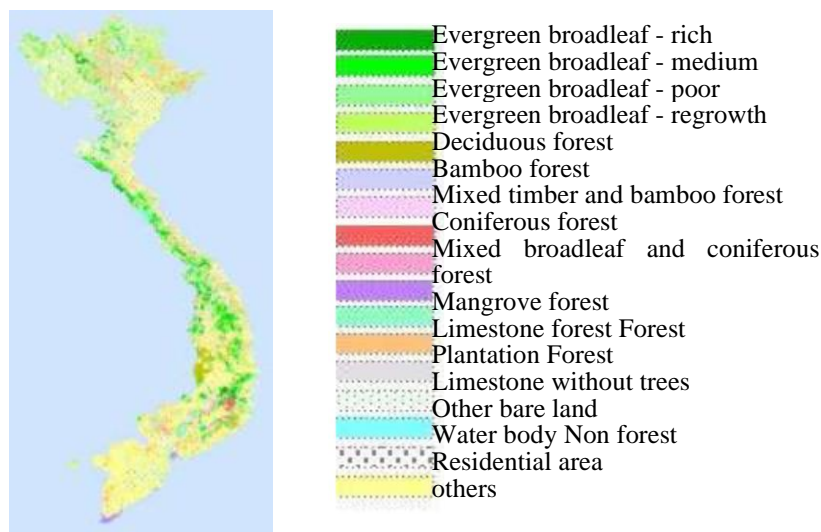 Evergreen broadleaf - rich
Evergreen broadleaf - medium
Evergreen broadleaf - poor
Evergreen broadleaf - regrowth
Deciduous forest
Bamboo forest
Mixed timber and bamboo forest
Coniferous forest
Mixed broadleaf and coniferous
forest
Mangrove forest
Limestone forest Forest
Plantation Forest
Limestone without trees
Other bare land
Water body Non forest
Residential area
others